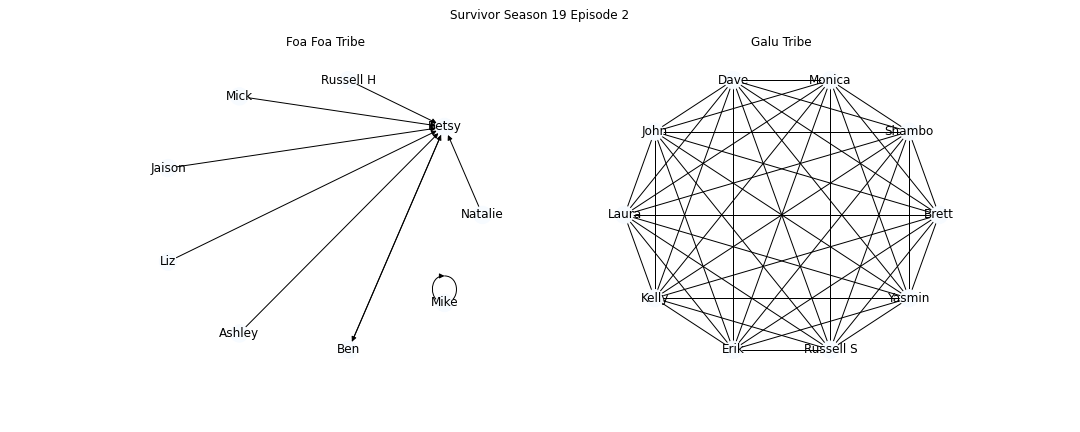 Survivor Season 19 Episode 2
Foa Foa Tribe
Russell H
Mick
Betsy
Jaison
Natalie
Liz
Mike
Ashley
Ben
Galu Tribe
Dave
Monica
John
Shambo
Laura
Brett
Kelly
Yasmin
Erik
Russell S